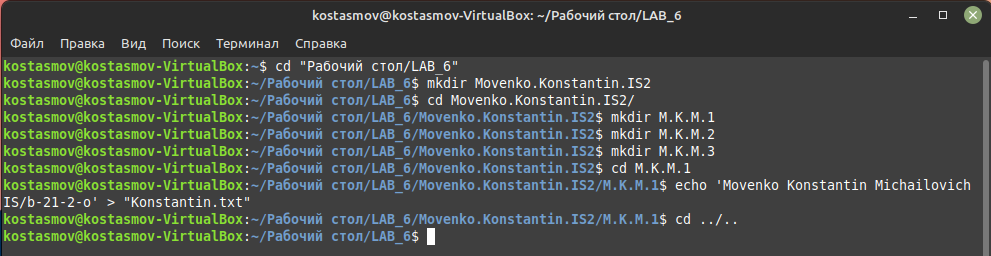 kostasmov@kostasmov-VirtualBox: ~/Рабочий стол/LAB_6
Файл Правка Вид Поиск Терминал Справка
kostasmov@kostasmov-VirtualBox:~$ cd "Рабочий стол/LAB_6"
kostasmov@kostasmov-VirtualBox:~/Рабочий стол/LAB_6$ mkdir Movenko.Konstantin.IS2
kostasmov@kostasmov-VirtualBox:~/Рабочий стол/LAB_6$ cd Movenko.Konstantin.IS2/
kostasmov@kostasmov-VirtualBox:~/Рабочий стол/LAB_6/Movenko.Konstantin.IS2$ mkdir M.K.M.1
kostasmov@kostasmov-VirtualBox:~/Рабочий стол/LAB_6/Movenko.Konstantin.IS2$ mkdir M.K.M.2
kostasmov@kostasmov-VirtualBox:~/Рабочий стол/LAB_6/Movenko.Konstantin.IS2$ mkdir M.K.M.3
kostasmov@kostasmov-VirtualBox:~/Рабочий стол/LAB_6/Movenko.Konstantin.IS2$ cd M.K.M.1
kostasmov@kostasmov-VirtualBox:~/Рабочий стол/LAB_6/Movenko.Konstantin.IS2/M.K.M.1$ echo 'Movenko Konstantin Michailovich
IS/b-21-2-o' > "Konstantin.txt"
kostasmov@kostasmov-VirtualBox:~/Рабочий стол/LAB_6/Movenko.Konstantin.IS2/M.K.M.1$ cd ../..
kostasmov@kostasmov-VirtualBox:~/Рабочий стол/LAB_6$